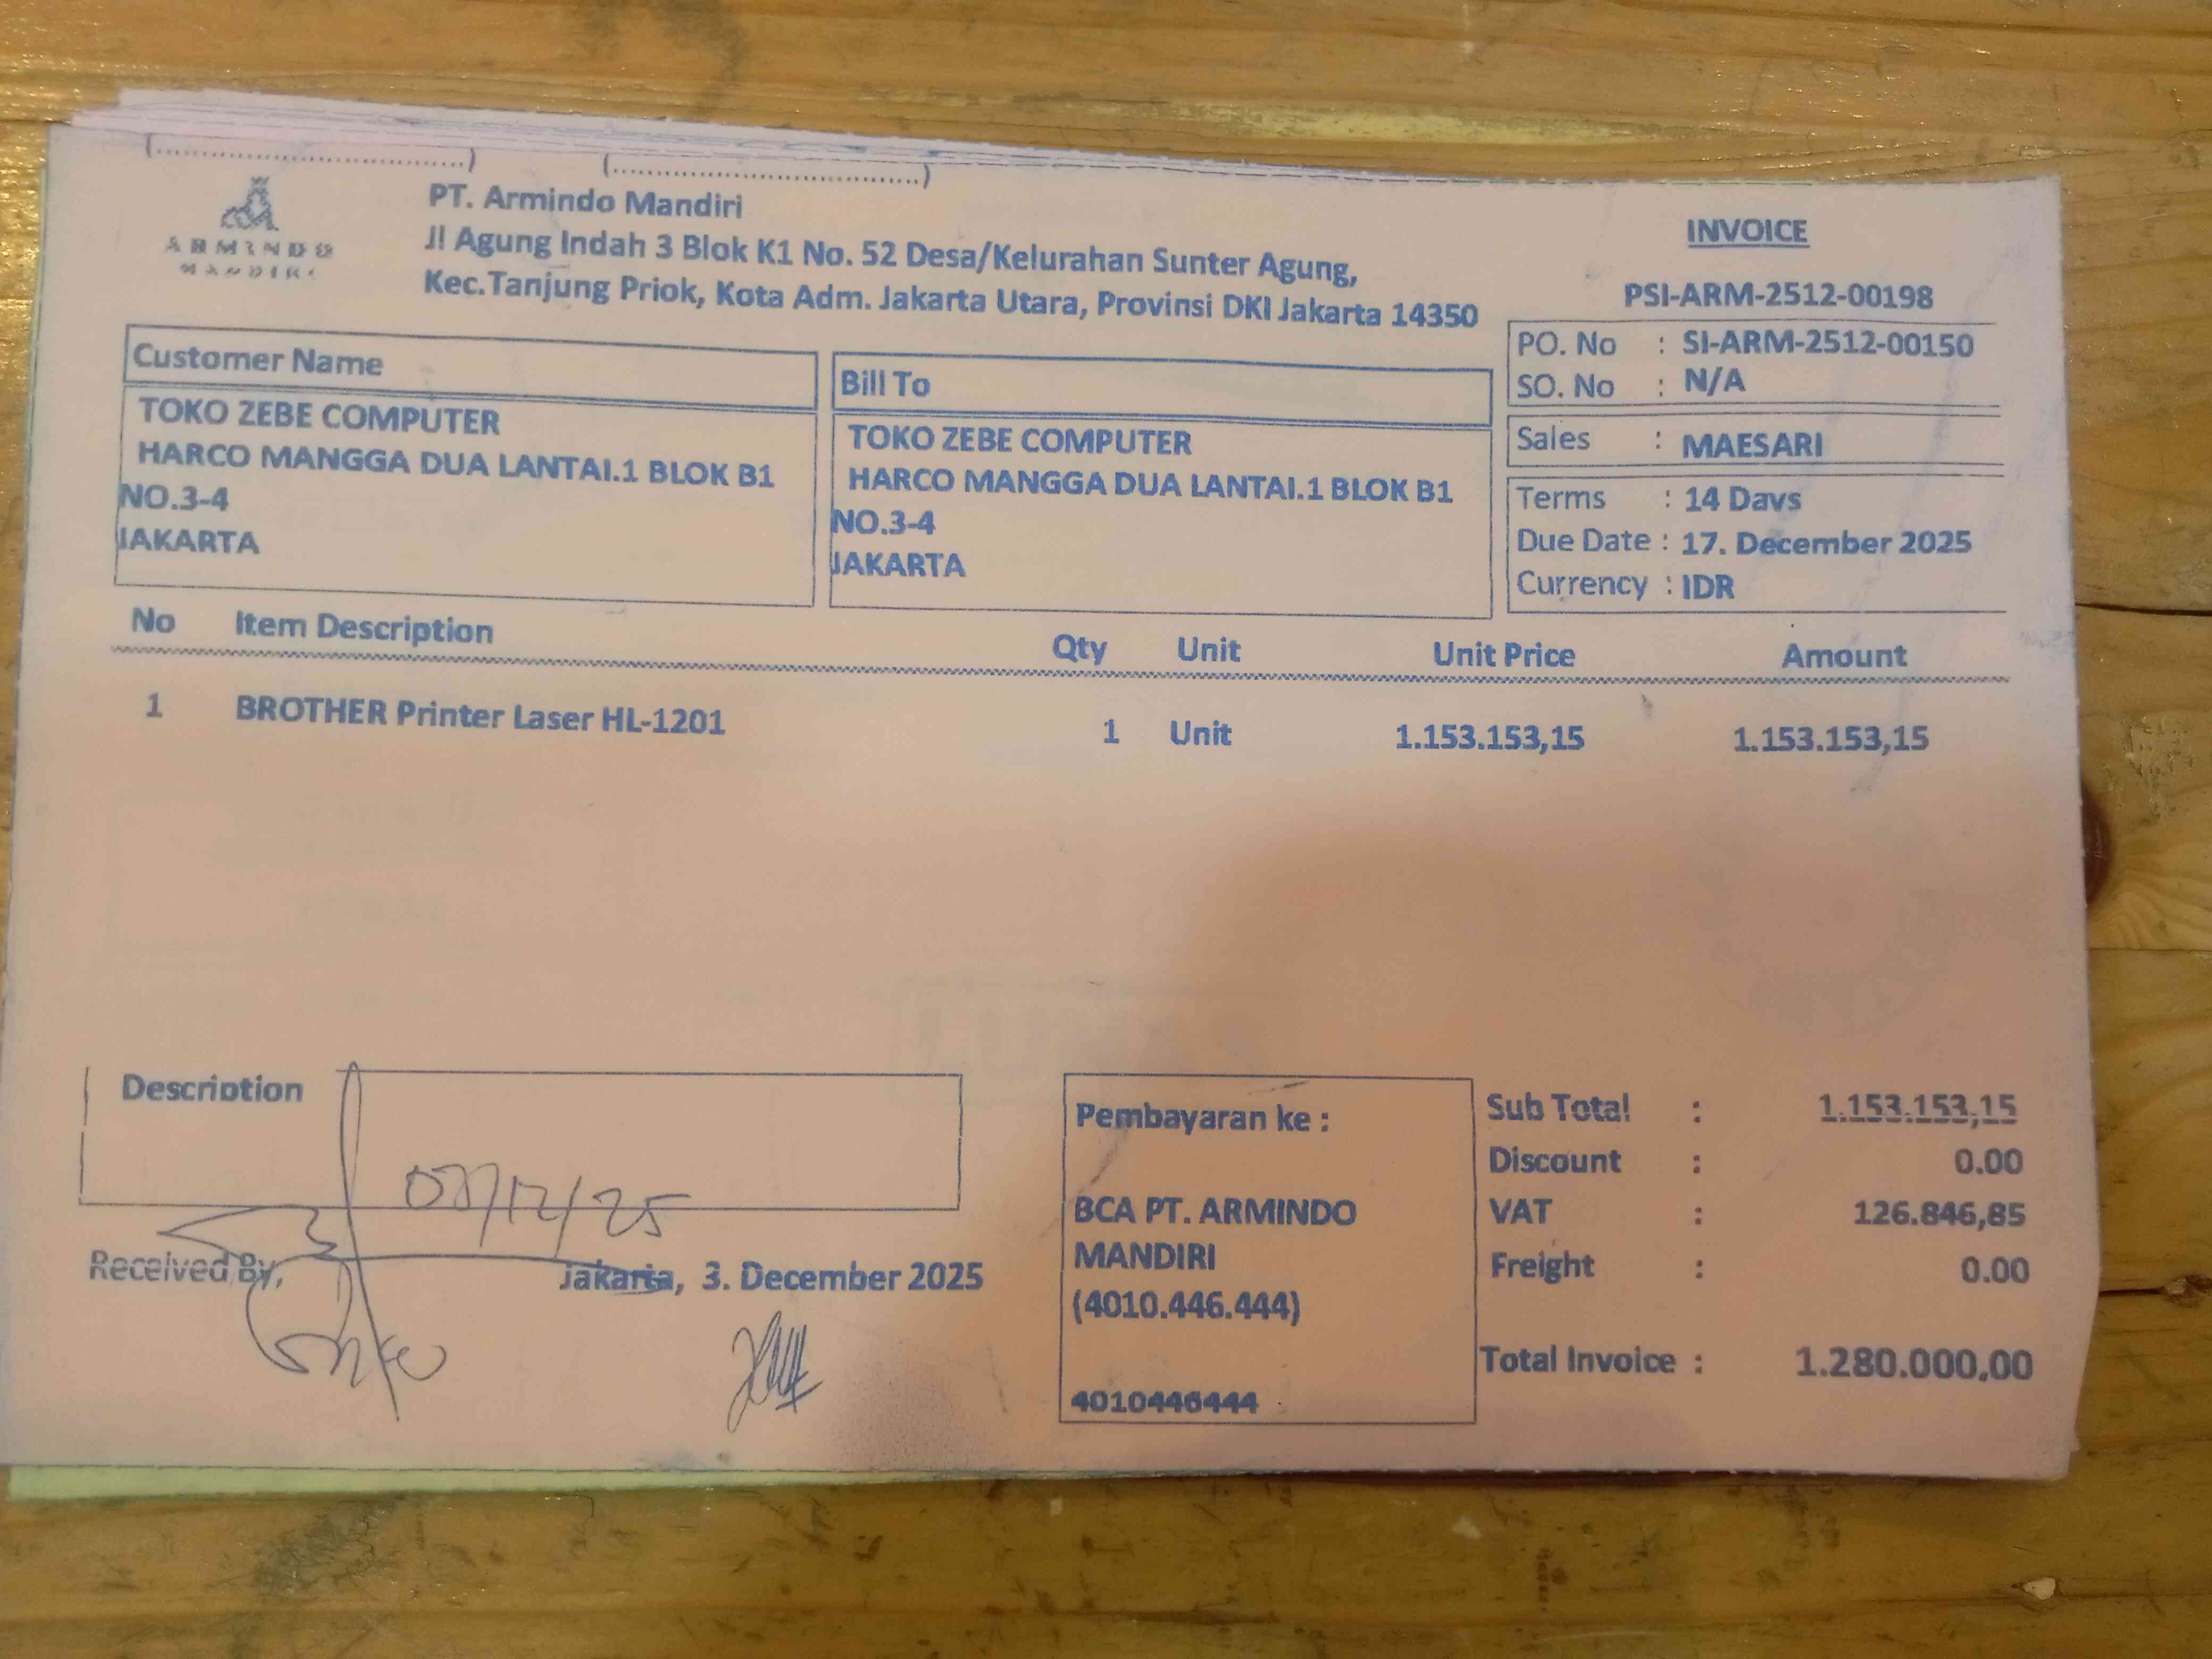 (..............................) (..............................)
ARMINDO
MANDIRI
PT. Armindo Mandiri
Jl Agung Indah 3 Blok K1 No. 52 Desa/Kelurahan Sunter Agung,
Kec.Tanjung Priok, Kota Adm. Jakarta Utara, Provinsi DKI Jakarta 14350
INVOICE
PSI-ARM-2512-00198
PO. No : SI-ARM-2512-00150
SO. No : N/A
Sales : MAESARI
Terms : 14 Days
Due Date : 17. December 2025
Currency : IDR
Customer Name
TOKO ZEBE COMPUTER
HARCO MANGGA DUA LANTAI.1 BLOK B1
NO.3-4
JAKARTA
Bill To
TOKO ZEBE COMPUTER
HARCO MANGGA DUA LANTAI.1 BLOK B1
NO.3-4
JAKARTA
No Item Description Qty Unit Unit Price Amount
1 BROTHER Printer Laser HL-1201 1 Unit 1.153.153,15 1.153.153,15
Description
/12/25
Received By,
Jakarta, 3. December 2025
Pembayaran ke :
BCA PT. ARMINDO
MANDIRI
(4010.446.444)
4010446444
Sub Total : 1.153.153,15
Discount : 0.00
VAT : 126.846,85
Freight : 0.00
Total Invoice : 1.280.000,00